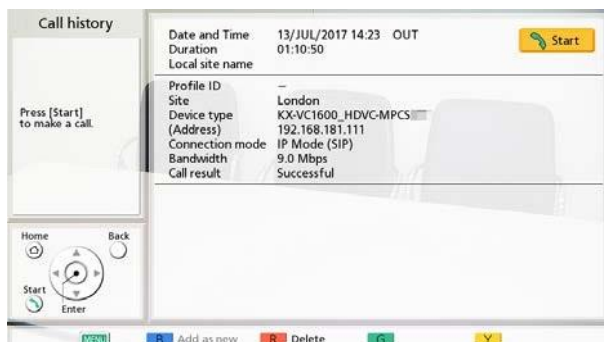 Call history
Press [Start]
to make a call.
Date and Time 13/JUL/2017 14:23 OUT
Duration 01:10:50
Local site name
Start
Profile ID –
Site London
Device type KX-VC1600_HDVC-MPCS
(Address) 192.168.181.111
Connection mode IP Mode (SIP)
Bandwidth 9.0 Mbps
Call result Successful
Home Back
Start
Enter
MENU B Add as new R Delete G Y